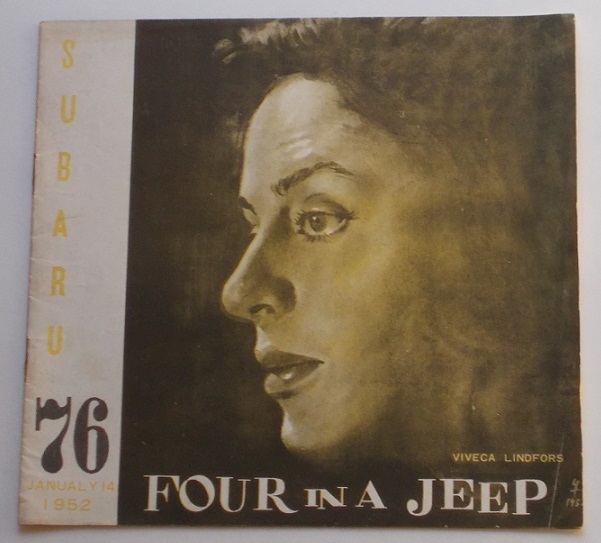 SUBARU
76
JANUALY 14
1952
VIVECA LINDFORS
FOUR IN A JEEP